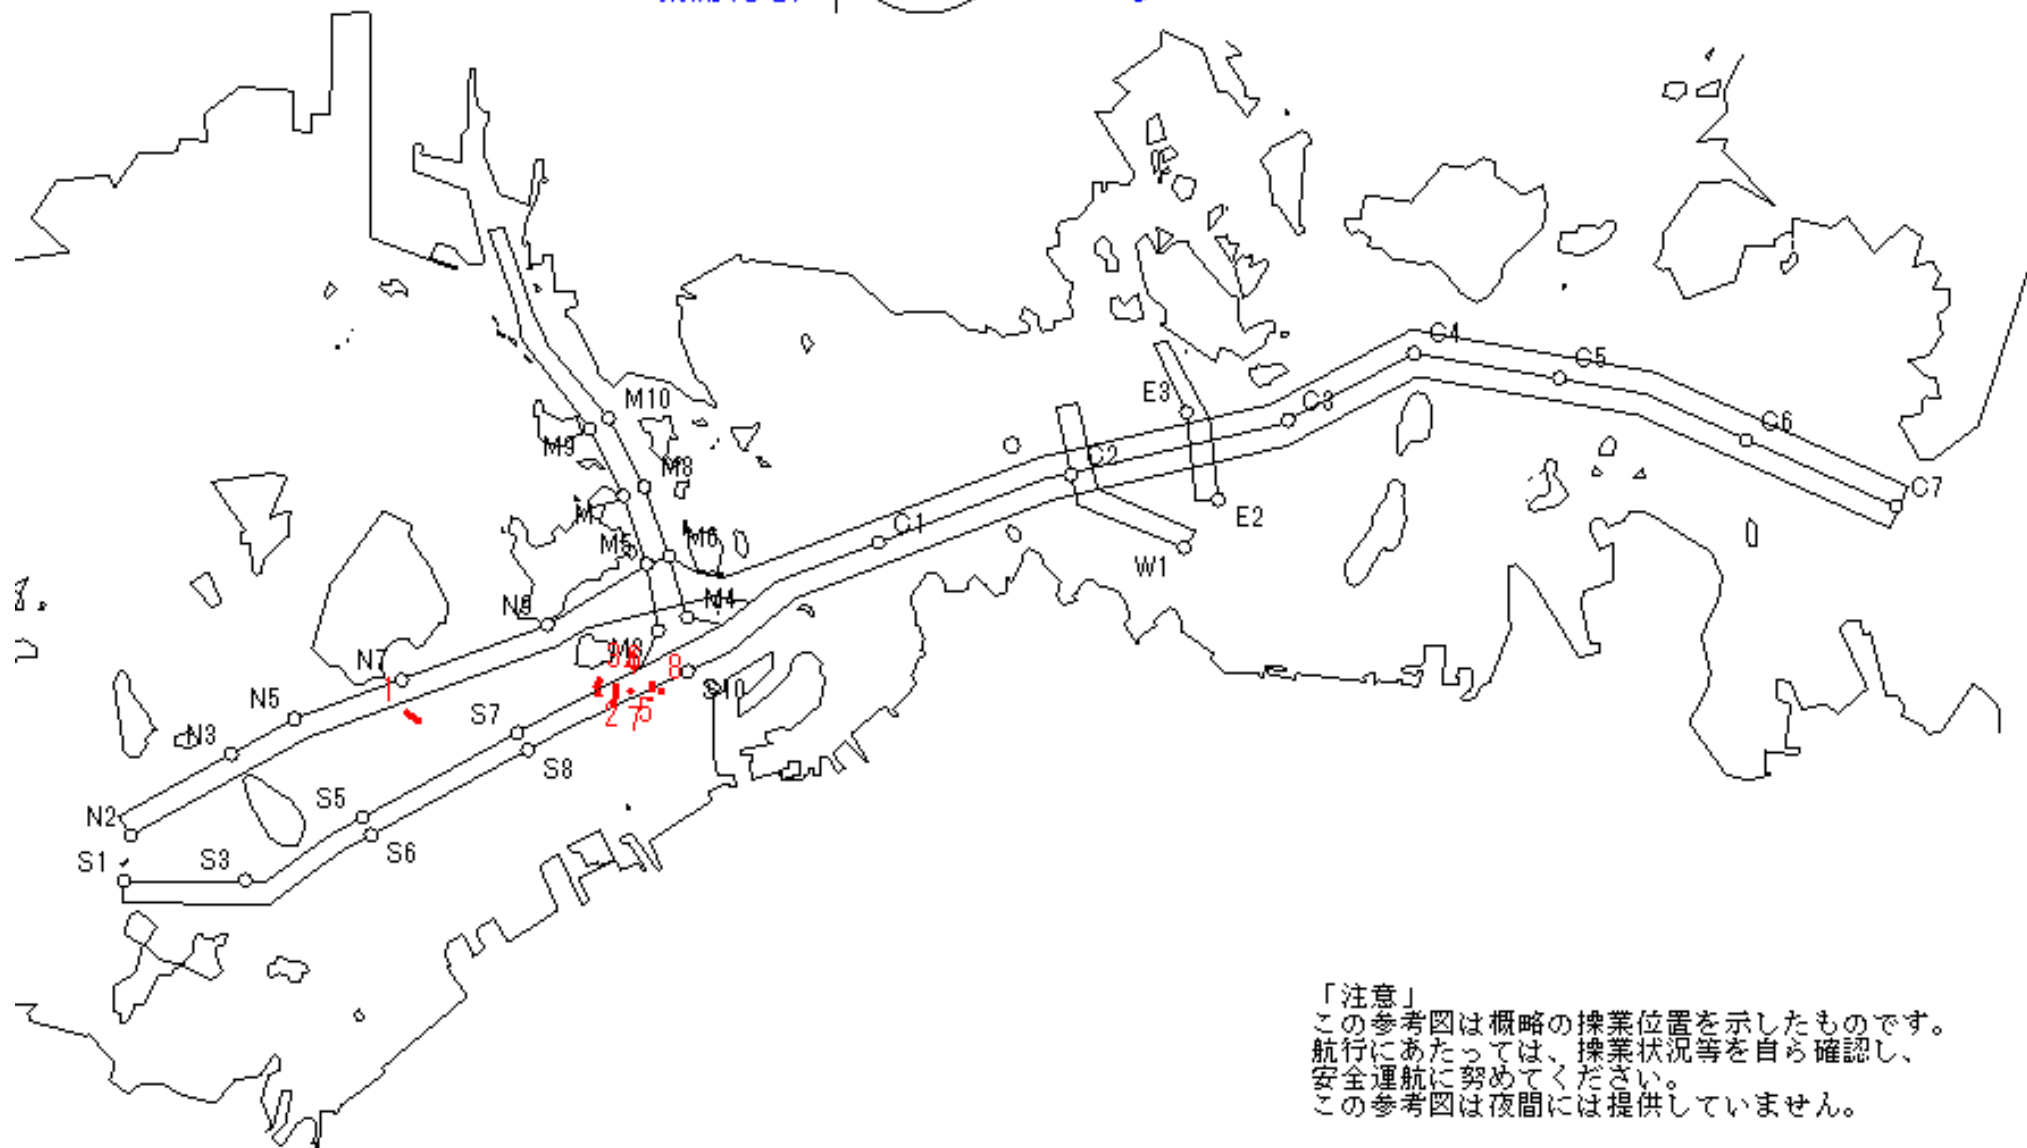 C4
C5
E3
M10
C3
C6
M9
C2
M8
C7
M7
E2
M5
M6
C1
W1
N9
M4
N7
M3
8
1
S10
N5
2
5
7
S7
N3
S8
S5
N2
S6
S1
S3
「注意」
この参考図は概略の操業位置を示したものです。
航行にあたっては、操業状況等を自ら確認し、
安全運航に努めてください。
この参考図は夜間には提供していません。